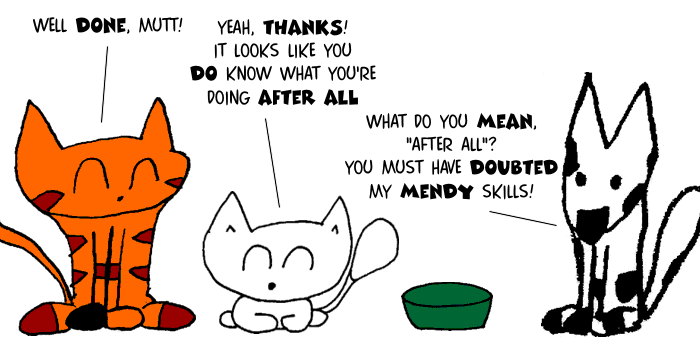 WELL DONE, MUTT!
YEAH, THANKS!
IT LOOKS LIKE YOU
DO KNOW WHAT YOU'RE
DOING AFTER ALL
WHAT DO YOU MEAN,
"AFTER ALL"?
YOU MUST HAVE DOUBTED
MY MENDY SKILLS!